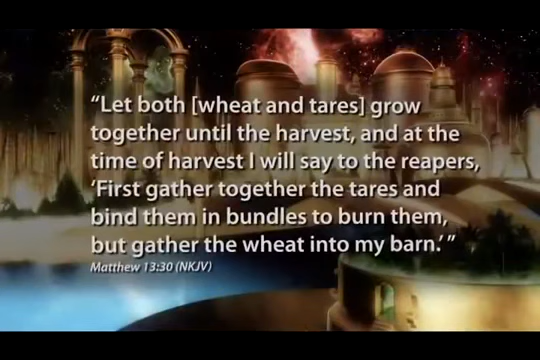 “Let both [wheat and tares] grow
together until the harvest, and at the
time of harvest I will say to the reapers,
‘First gather together the tares and
bind them in bundles to burn them,
but gather the wheat into my barn.’ ”
Matthew 13:30 (NKJV)